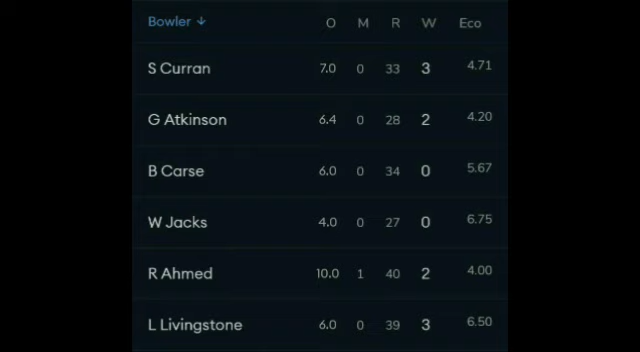 Bowler ↓ O M R W Eco
S Curran 7.0 0 33 3 4.71
G Atkinson 6.4 0 28 2 4.20
B Carse 6.0 0 34 0 5.67
W Jacks 4.0 0 27 0 6.75
R Ahmed 10.0 1 40 2 4.00
L Livingstone 6.0 0 39 3 6.50